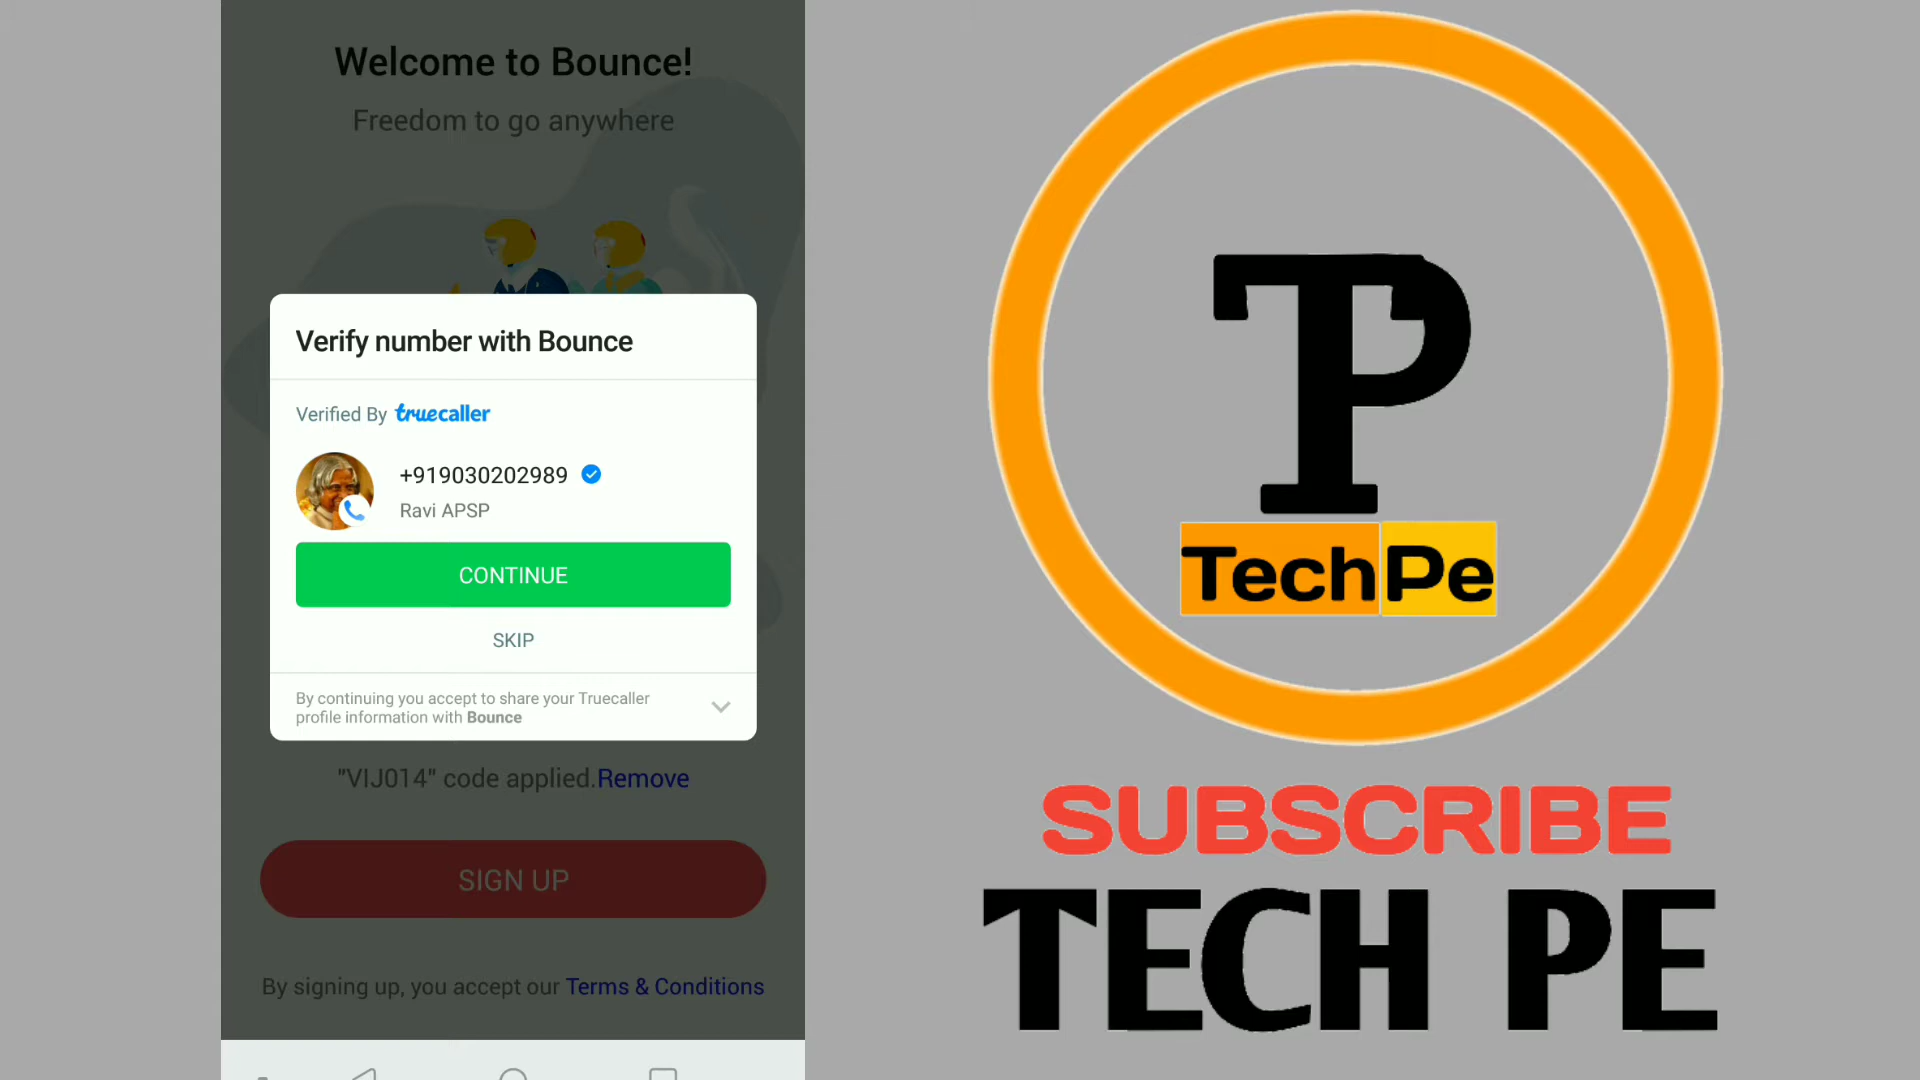 Welcome to Bounce!
Freedom to go anywhere
Verify number with Bounce
Verified By truecaller
+919030202989
Ravi APSP
CONTINUE
SKIP
By continuing you accept to share your Truecaller
profile information with Bounce
"VIJ014" code applied.Remove
SIGN UP
By signing up, you accept our Terms & Conditions
TP
TechPe
SUBSCRIBE
TECH PE